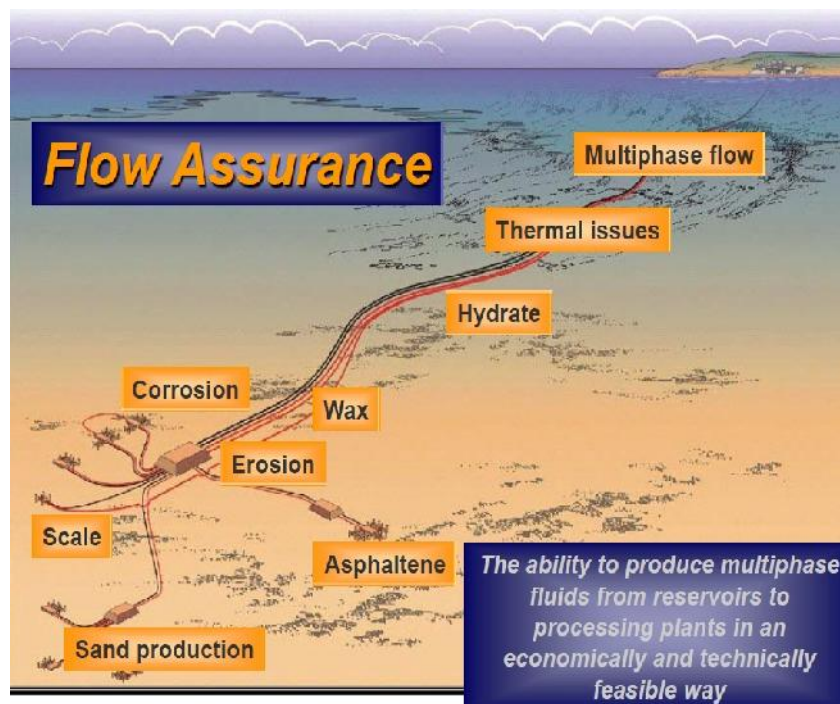 Flow Assurance
Multiphase flow
Thermal issues
Hydrate
Corrosion
Wax
Erosion
Scale
Asphaltene
Sand production
The ability to produce multiphase
fluids from reservoirs to
processing plants in an
economically and technically
feasible way